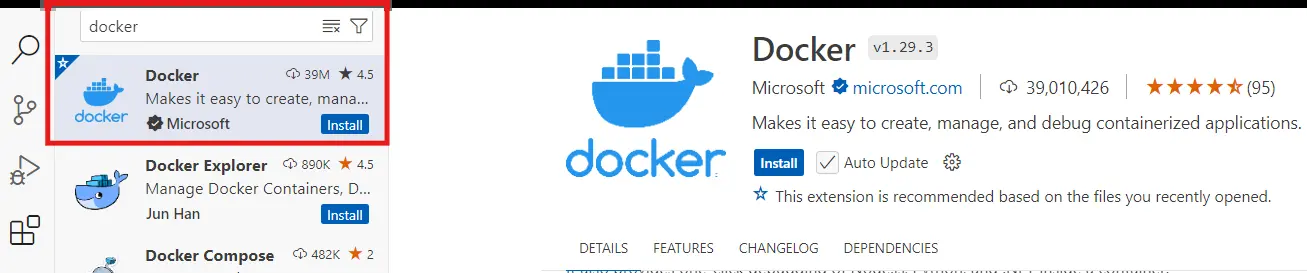 docker
Docker 39M ★ 4.5
Makes it easy to create, mana...
Microsoft Install
docker
Docker Explorer 890K ★ 4.5
Manage Docker Containers, D...
Jun Han Install
Docker Compose 482K ★ 2
docker
Docker v1.29.3
Microsoft microsoft.com | 39,010,426 | (95)
Makes it easy to create, manage, and debug containerized applications.
Install Auto Update
This extension is recommended based on the files you recently opened.
DETAILS FEATURES CHANGELOG DEPENDENCIES